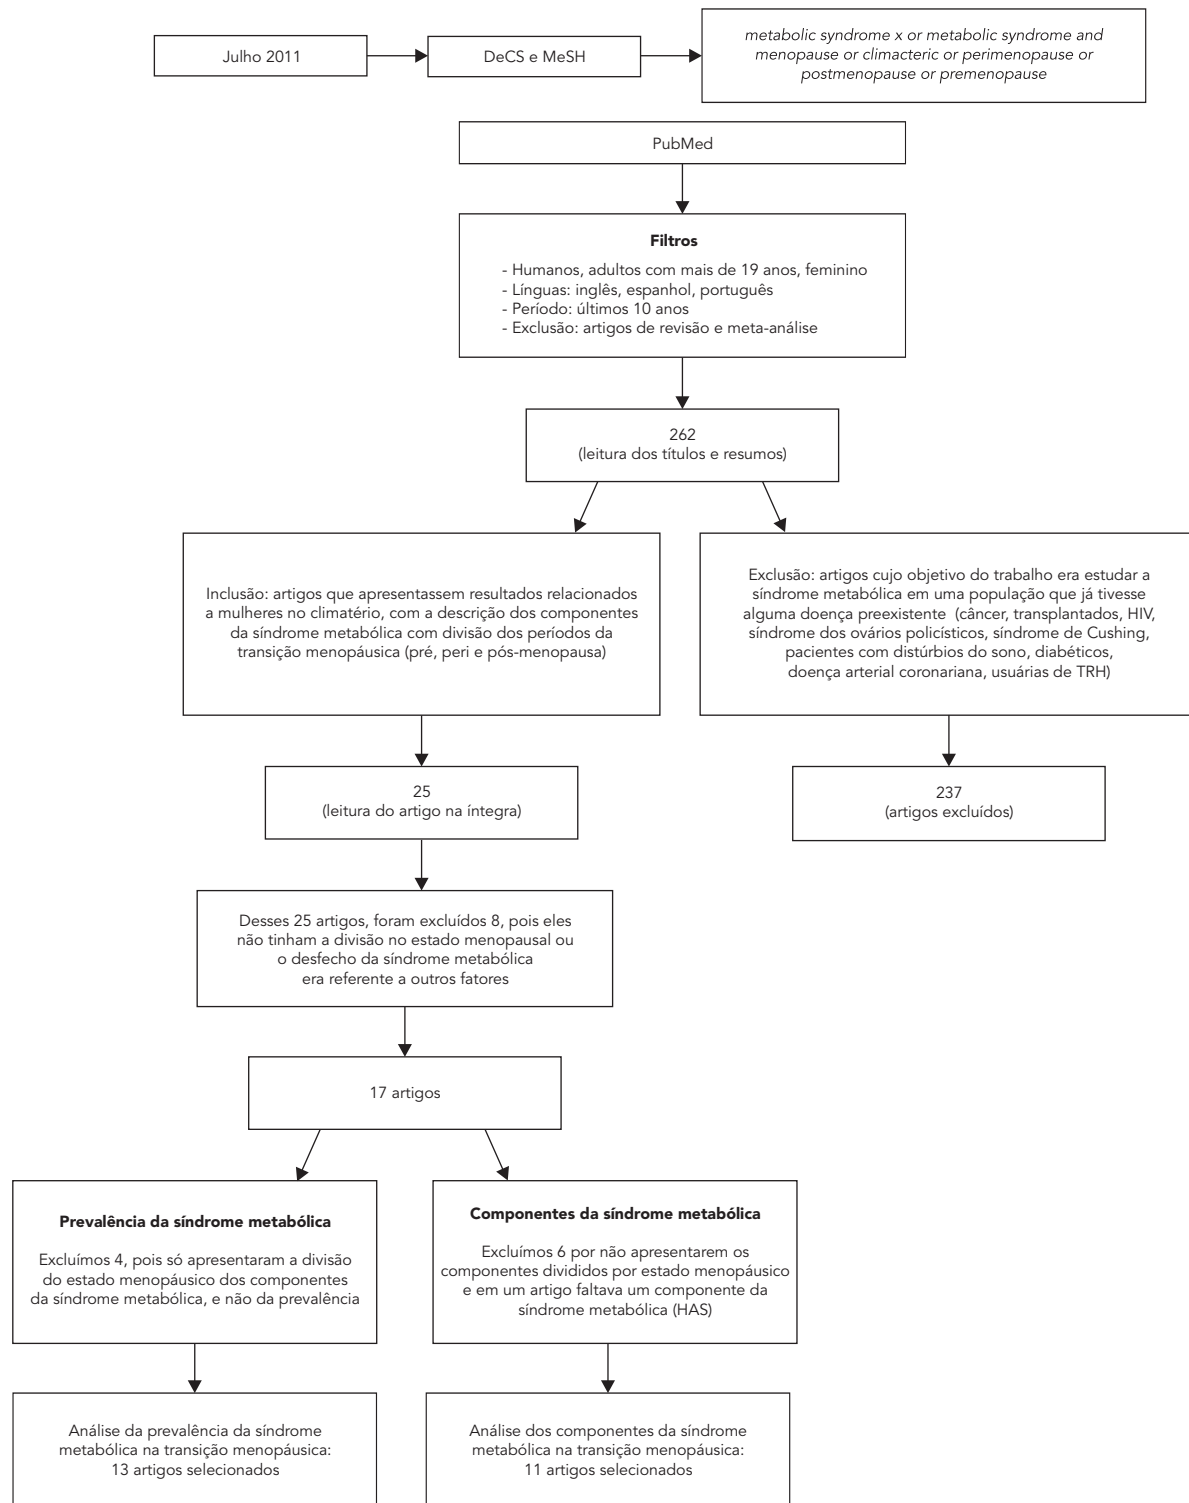 Julho 2011
DeCS e MeSH
metabolic syndrome x or metabolic syndrome and
menopause or climacteric or perimenopause or
postmenopause or premenopause
PubMed
Filtros
- Humanos, adultos com mais de 19 anos, feminino
- Línguas: inglês, espanhol, português
- Período: últimos 10 anos
- Exclusão: artigos de revisão e meta-análise
262
(leitura dos títulos e resumos)
Inclusão: artigos que apresentassem resultados relacionados
a mulheres no climatério, com a descrição dos componentes
da síndrome metabólica com divisão dos períodos da
transição menopáusica (pré, peri e pós-menopausa)
Exclusão: artigos cujo objetivo do trabalho era estudar a
síndrome metabólica em uma população que já tivesse
alguma doença preexistente (câncer, transplantados, HIV,
síndrome dos ovários policísticos, síndrome de Cushing,
pacientes com distúrbios do sono, diabéticos,
doença arterial coronariana, usuárias de TRH)
25
(leitura do artigo na íntegra)
237
(artigos excluídos)
Desses 25 artigos, foram excluídos 8, pois eles
não tinham a divisão no estado menopausal ou
o desfecho da síndrome metabólica
era referente a outros fatores
17 artigos
Prevalência da síndrome metabólica
Excluímos 4, pois só apresentaram a divisão
do estado menopáusico dos componentes
da síndrome metabólica, e não da prevalência
Componentes da síndrome metabólica
Excluímos 6 por não apresentarem os
componentes divididos por estado menopáusico
e em um artigo faltava um componente da
síndrome metabólica (HAS)
Análise da prevalência da síndrome
metabólica na transição menopáusica:
13 artigos selecionados
Análise dos componentes da síndrome
metabólica na transição menopáusica:
11 artigos selecionados